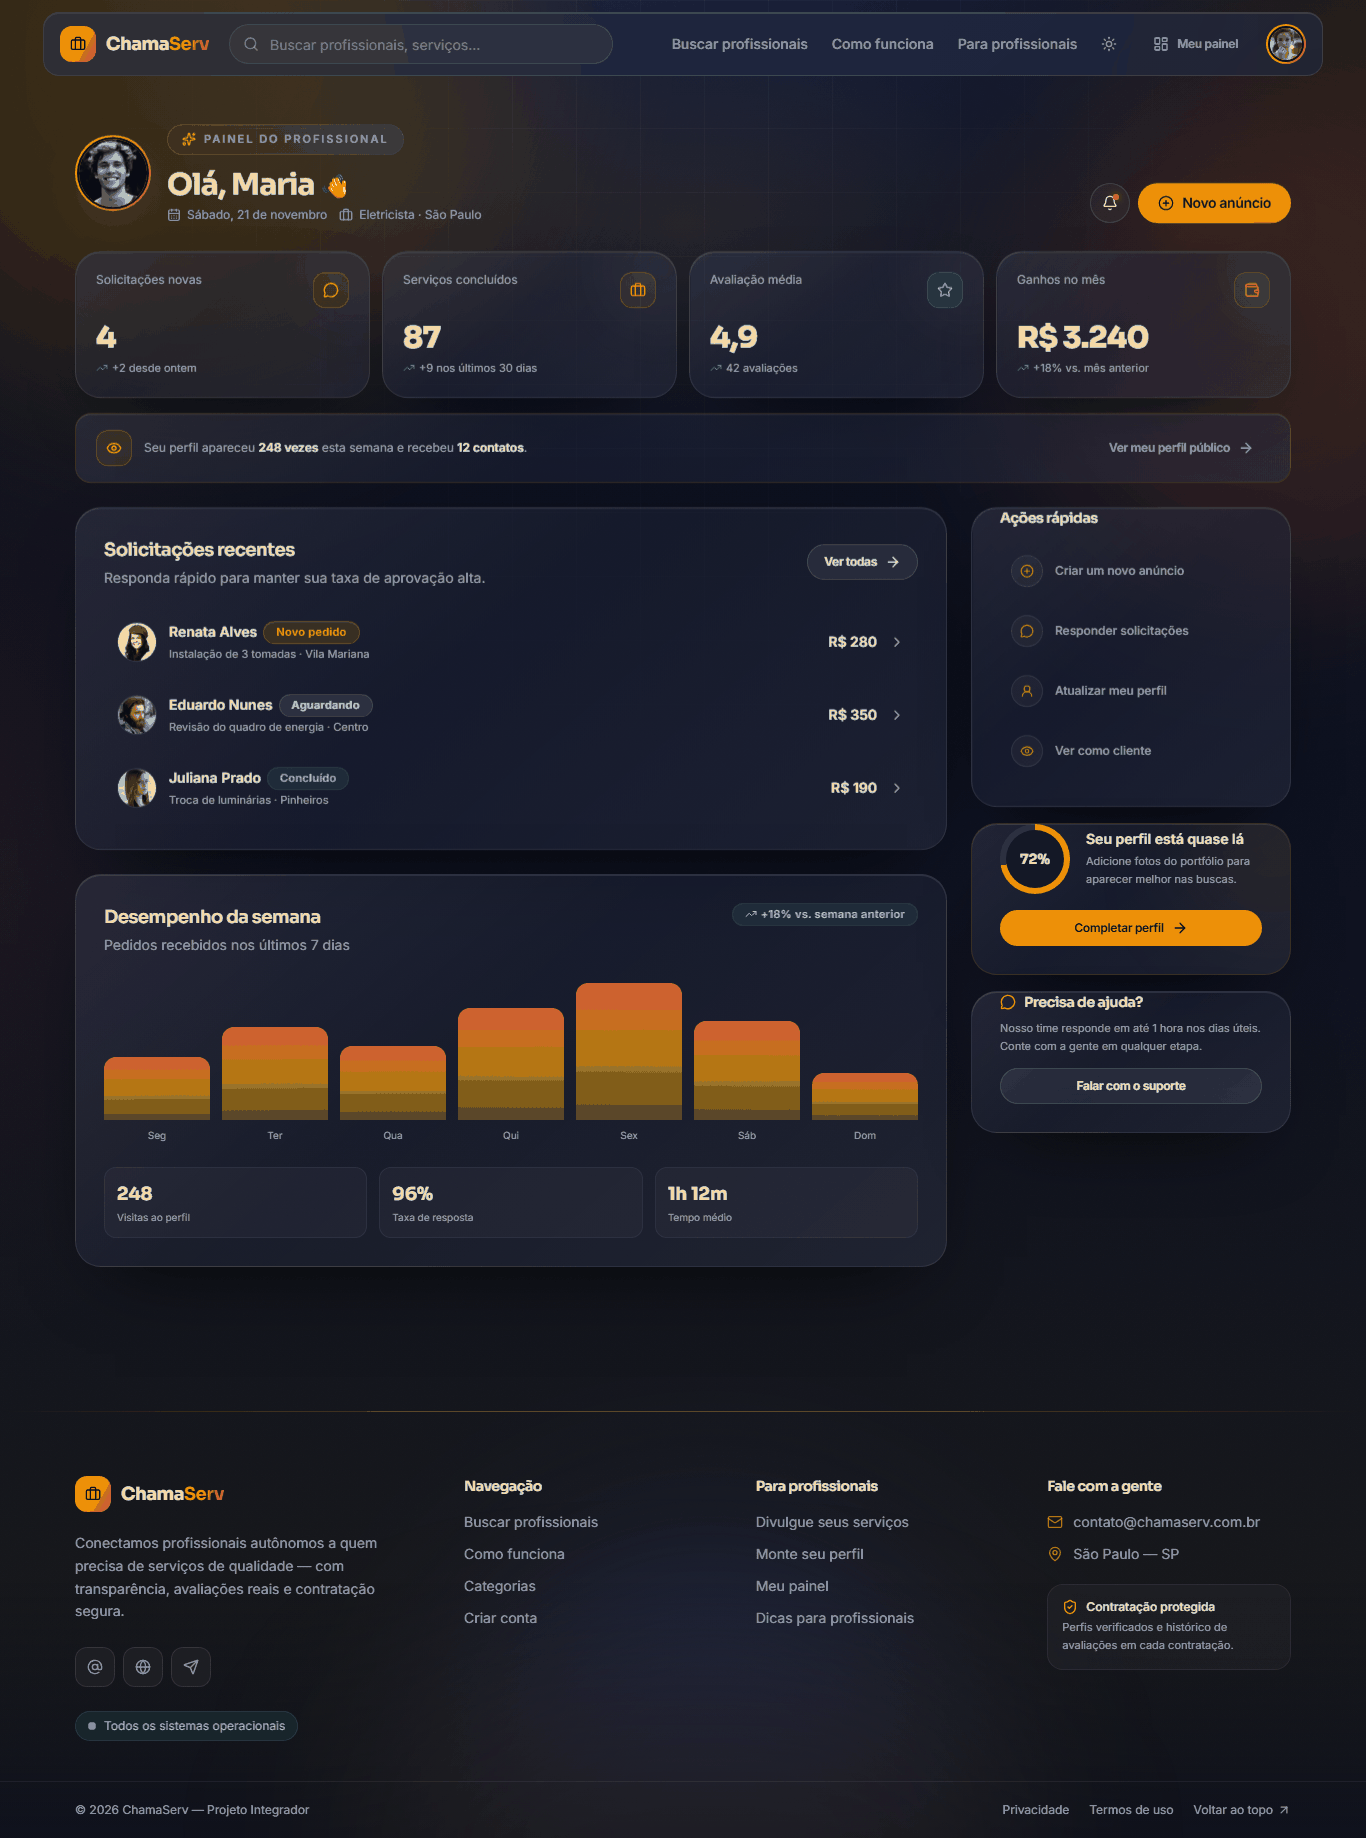 ChamaServ
Buscar profissionais, serviços...
Buscar profissionais
Como funciona
Para profissionais
Meu painel
PAINEL DO PROFISSIONAL
Olá, Maria 👋
Sábado, 21 de novembro
Eletricista · São Paulo
Novo anúncio
Solicitações novas
4
+2 desde ontem
Serviços concluídos
87
+9 nos últimos 30 dias
Avaliação média
4,9
42 avaliações
Ganhos no mês
R$ 3.240
+18% vs. mês anterior
Seu perfil apareceu 248 vezes esta semana e recebeu 12 contatos.
Ver meu perfil público
Solicitações recentes
Responda rápido para manter sua taxa de aprovação alta.
Ver todas
Renata Alves
Novo pedido
Instalação de 3 tomadas · Vila Mariana
R$ 280
Eduardo Nunes
Aguardando
Revisão do quadro de energia · Centro
R$ 350
Juliana Prado
Concluído
Troca de luminárias · Pinheiros
R$ 190
Ações rápidas
Criar um novo anúncio
Responder solicitações
Atualizar meu perfil
Ver como cliente
72%
Seu perfil está quase lá
Adicione fotos do portfólio para
aparecer melhor nas buscas.
Completar perfil
Precisa de ajuda?
Nosso time responde em até 1 hora nos dias úteis.
Conte com a gente em qualquer etapa.
Falar com o suporte
Desempenho da semana
Pedidos recebidos nos últimos 7 dias
+18% vs. semana anterior
Seg
Ter
Qua
Qui
Sex
Sáb
Dom
248
Visitas ao perfil
96%
Taxa de resposta
1h 12m
Tempo médio
ChamaServ
Conectamos profissionais autônomos a quem
precisa de serviços de qualidade — com
transparência, avaliações reais e contratação
segura.
Todos os sistemas operacionais
Navegação
Buscar profissionais
Como funciona
Categorias
Criar conta
Para profissionais
Divulgue seus serviços
Monte seu perfil
Meu painel
Dicas para profissionais
Fale com a gente
contato@chamaserv.com.br
São Paulo — SP
Contratação protegida
Perfis verificados e histórico de
avaliações em cada contratação.
© 2026 ChamaServ — Projeto Integrador
Privacidade
Termos de uso
Voltar ao topo